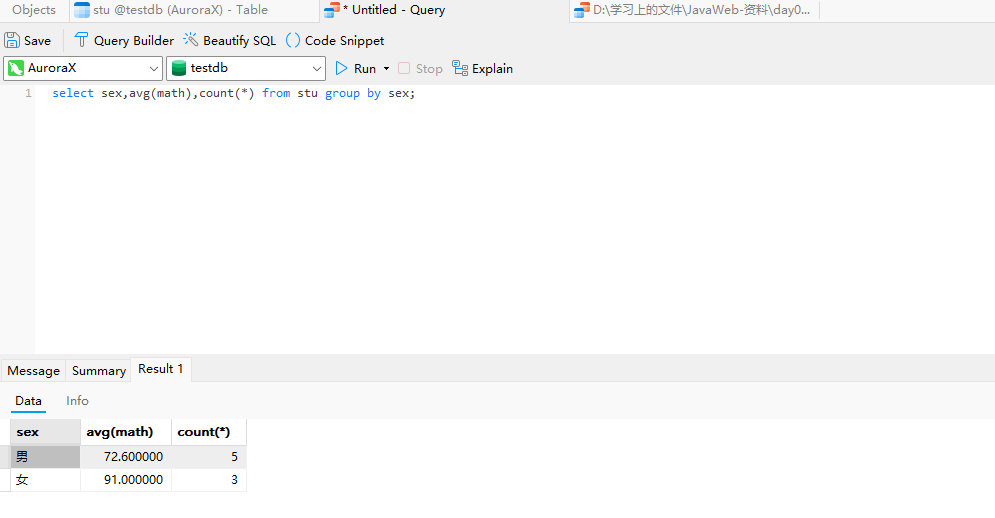 Objects stu @testdb (AuroraX) - Table * Untitled - Query D:\学习上的文件\JavaWeb-资料\day0...
Save Query Builder Beautify SQL () Code Snippet
AuroraX testdb Run Stop Explain
1 select sex,avg(math),count(*) from stu group by sex;
Message Summary Result 1
Data Info
sex avg(math) count(*)
男 72.600000 5
女 91.000000 3